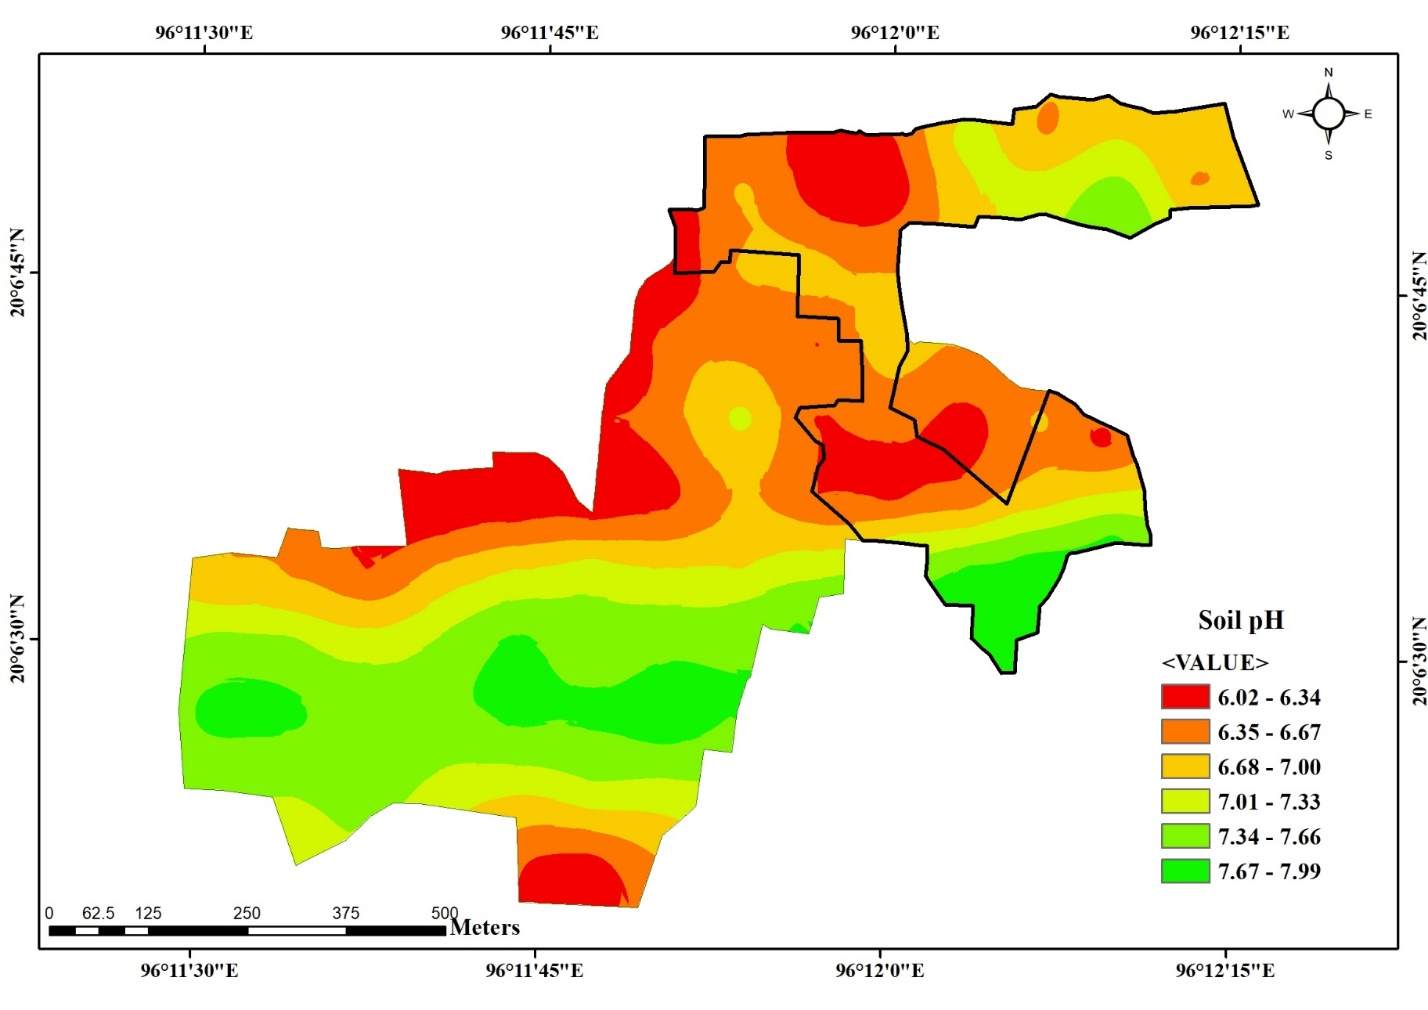 96°11'30"E 96°11'45"E 96°12'0"E 96°12'15"E
N
W E
S
20°6'45"N 20°6'45"N
20°6'30"N 20°6'30"N
Soil pH
<VALUE>
6.02 - 6.34
6.35 - 6.67
6.68 - 7.00
7.01 - 7.33
7.34 - 7.66
7.67 - 7.99
0 62.5 125 250 375 500
Meters
96°11'30"E 96°11'45"E 96°12'0"E 96°12'15"E